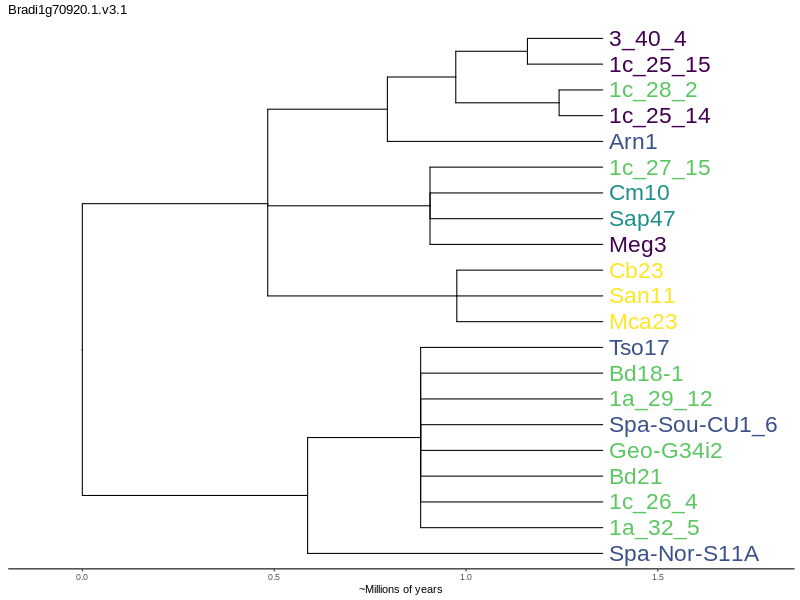 Bradi1g70920.1.v3.1
3_40_4
1c_25_15
1c_28_2
1c_25_14
Arn1
1c_27_15
Cm10
Sap47
Meg3
Cb23
San11
Mca23
Tso17
Bd18-1
1a_29_12
Spa-Sou-CU1_6
Geo-G34i2
Bd21
1c_26_4
1a_32_5
Spa-Nor-S11A
0.0 0.5 1.0 1.5
~Millions of years